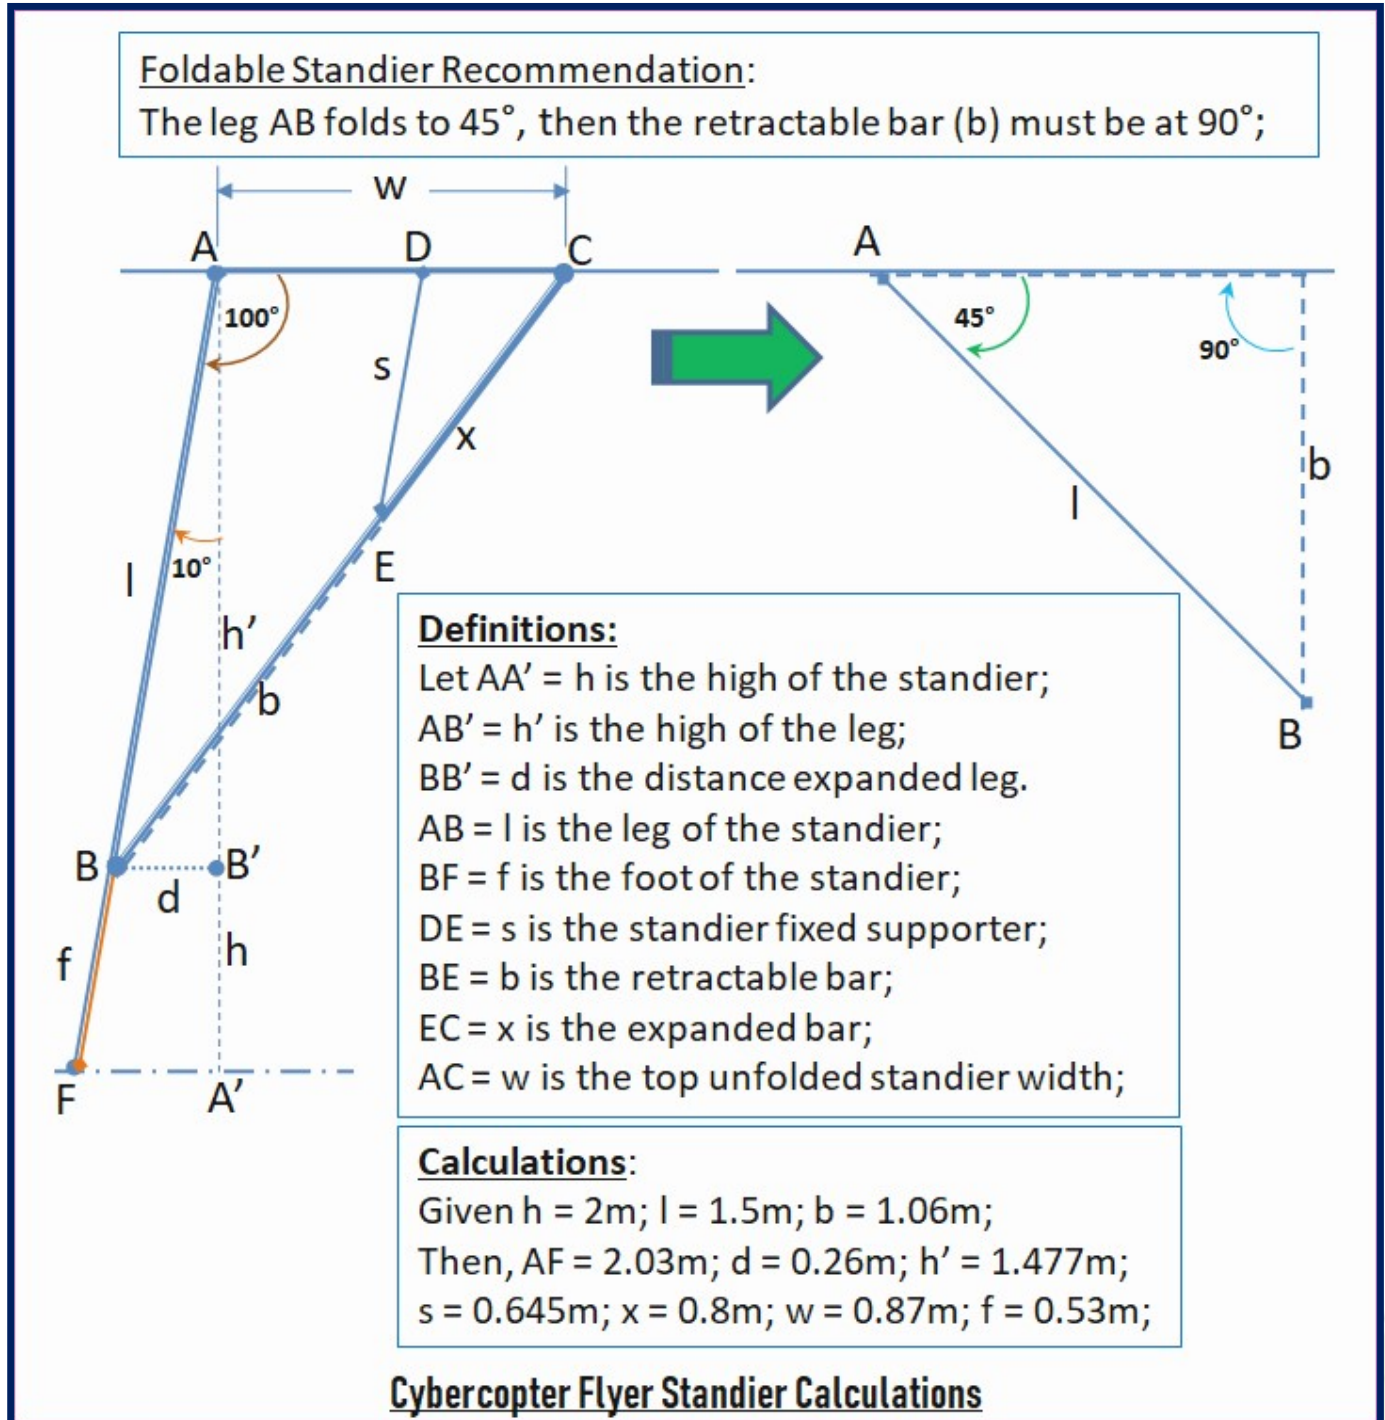 Foldable Standier Recommendation:
The leg AB folds to 45°, then the retractable bar (b) must be at 90°;
w
A
D
C
A
100°
45°
90°
s
x
b
l
l
10°
E
h’
b
B
B
B’
d
f
h
F
A’
Definitions:
Let AA’ = h is the high of the standier;
AB’ = h’ is the high of the leg;
BB’ = d is the distance expanded leg.
AB = l is the leg of the standier;
BF = f is the foot of the standier;
DE = s is the standier fixed supporter;
BE = b is the retractable bar;
EC = x is the expanded bar;
AC = w is the top unfolded standier width;
Calculations:
Given h = 2m; l = 1.5m; b = 1.06m;
Then, AF = 2.03m; d = 0.26m; h’ = 1.477m;
s = 0.645m; x = 0.8m; w = 0.87m; f = 0.53m;
Cybercopter Flyer Standier Calculations